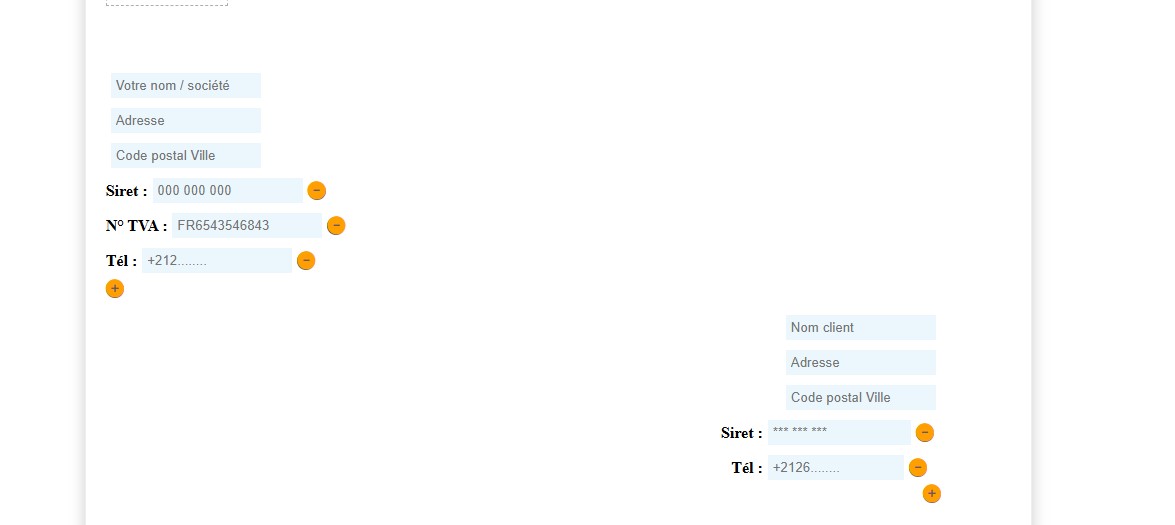 Votre nom / société
Adresse
Code postal Ville
Siret : 000 000 000 −
N° TVA : FR6543546843 −
Tél : +212........ −
+
Nom client
Adresse
Code postal Ville
Siret : *** *** *** −
Tél : +2126........ −
+